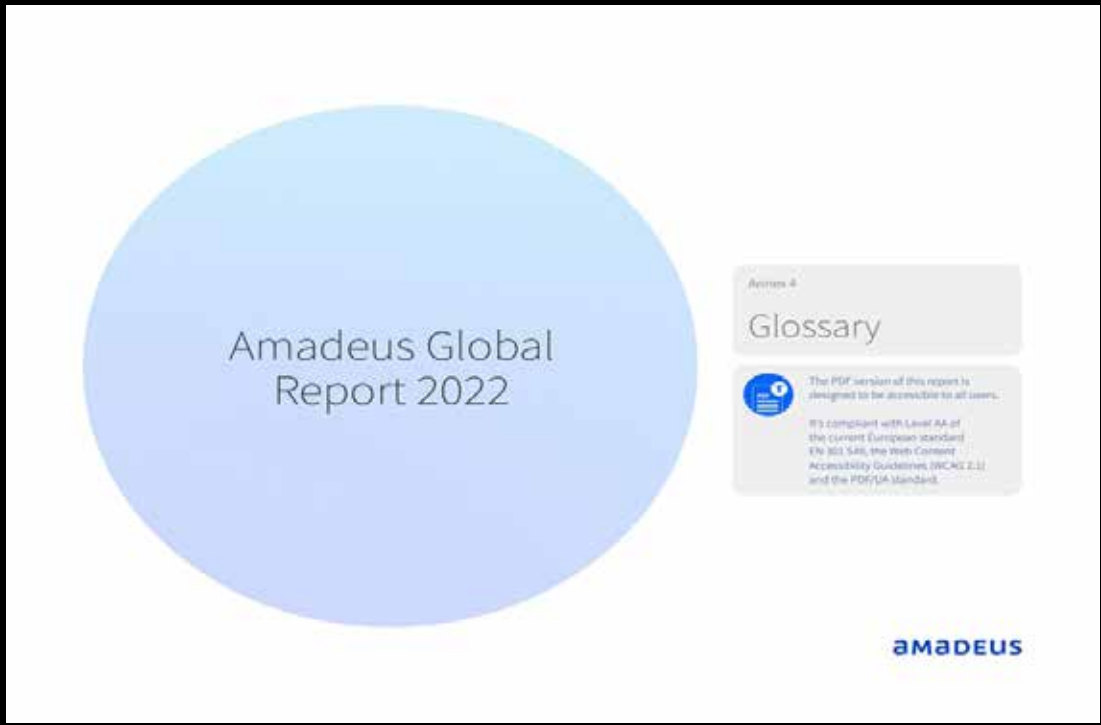 Amadeus Global
Report 2022
Annex 4
Glossary
The PDF version of this report is
designed to be accessible to all users.
It's compliant with Level AA of
the current European standard
EN 301 549, the Web Content
Accessibility Guidelines (WCAG 2.1)
and the PDF/UA standard.
amadeus